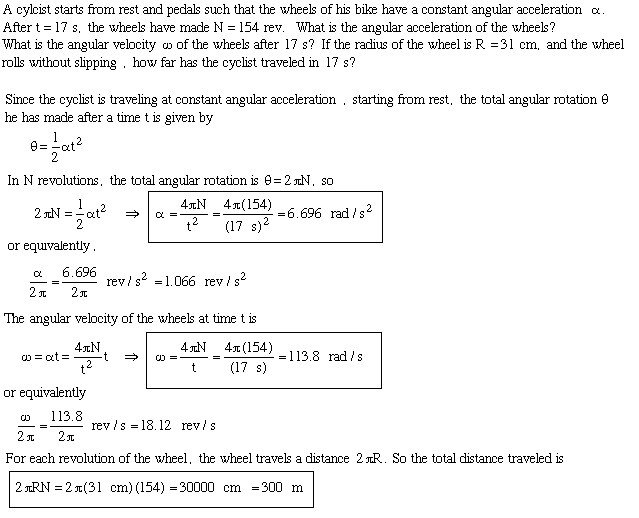 A cylcist starts from rest and pedals such that the wheels of his bike have a constant angular acceleration α.
After t = 17 s, the wheels have made N = 154 rev. What is the angular acceleration of the wheels?
What is the angular velocity ω of the wheels after 17 s? If the radius of the wheel is R = 31 cm, and the wheel
rolls without slipping , how far has the cyclist traveled in 17 s?
Since the cyclist is traveling at constant angular acceleration , starting from rest, the total angular rotation θ
he has made after a time t is given by
θ = 1/2 αt²
In N revolutions, the total angular rotation is θ = 2πN, so
2πN = 1/2 αt² ⇒ α = 4πN/t² = 4π(154)/(17 s)² = 6.696 rad / s²
or equivalently ,
α/2π = 6.696/2π rev / s² = 1.066 rev / s²
The angular velocity of the wheels at time t is
ω = αt = 4πN/t² t ⇒ ω = 4πN/t = 4π(154)/(17 s) = 113.8 rad / s
or equivalently
ω/2π = 113.8/2π rev / s = 18.12 rev / s
For each revolution of the wheel, the wheel travels a distance 2πR. So the total distance traveled is
2πRN = 2π(31 cm)(154) = 30000 cm = 300 m